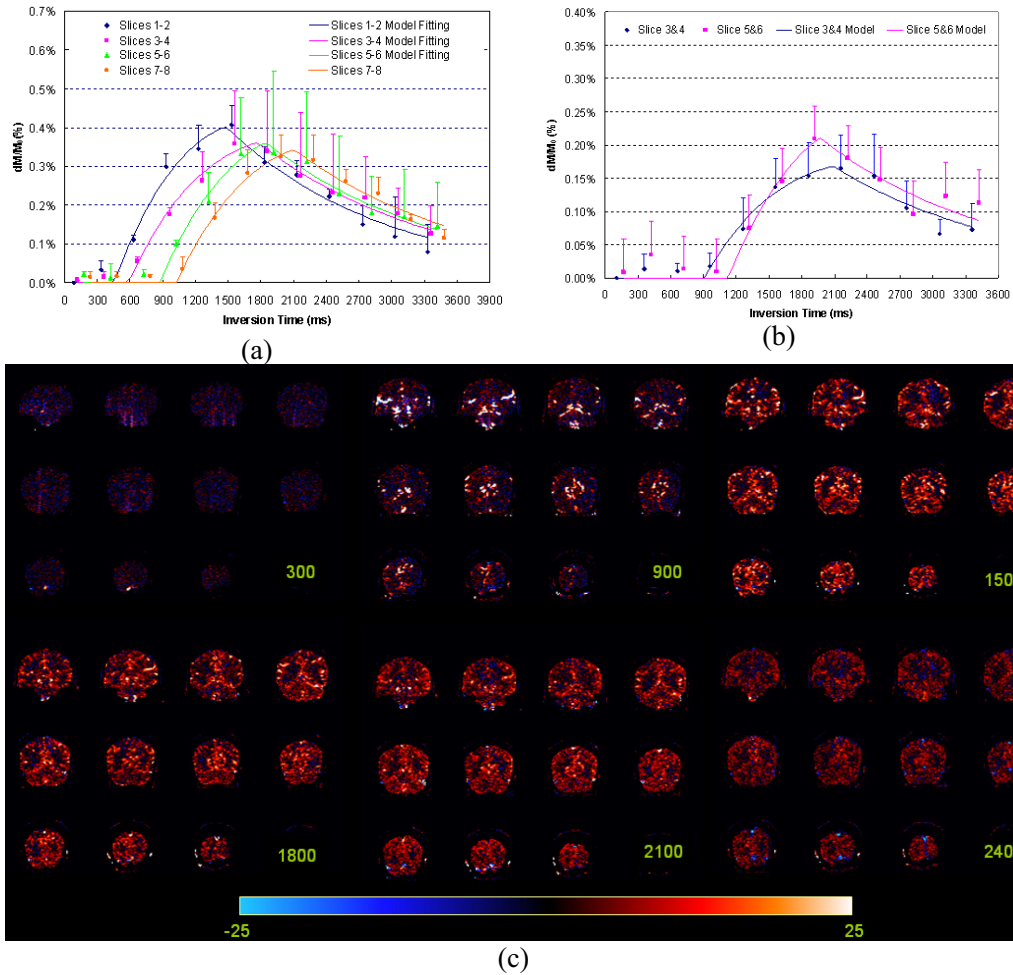 0.7%
0.6%
0.5%
0.4%
0.3%
0.2%
0.1%
0.0%
dM/M₀(%)
Slices 1-2
Slices 3-4
Slices 5-6
Slices 7-8
Slices 1-2 Model Fitting
Slices 3-4 Model Fitting
Slices 5-6 Model Fitting
Slices 7-8
0 300 600 900 1200 1500 1800 2100 2400 2700 3000 3300 3600 3900
Inversion Time (ms)
(a)
0.40%
0.35%
0.30%
0.25%
0.20%
0.15%
0.10%
0.05%
0.00%
dM/M₀(%)
Slice 3&4 Slice 5&6 Slice 3&4 Model Slice 5&6 Model
0 300 600 900 1200 1500 1800 2100 2400 2700 3000 3300 3600
Inversion Time (ms)
(b)
300 900 150
1800 2100 240
-25 25
(c)